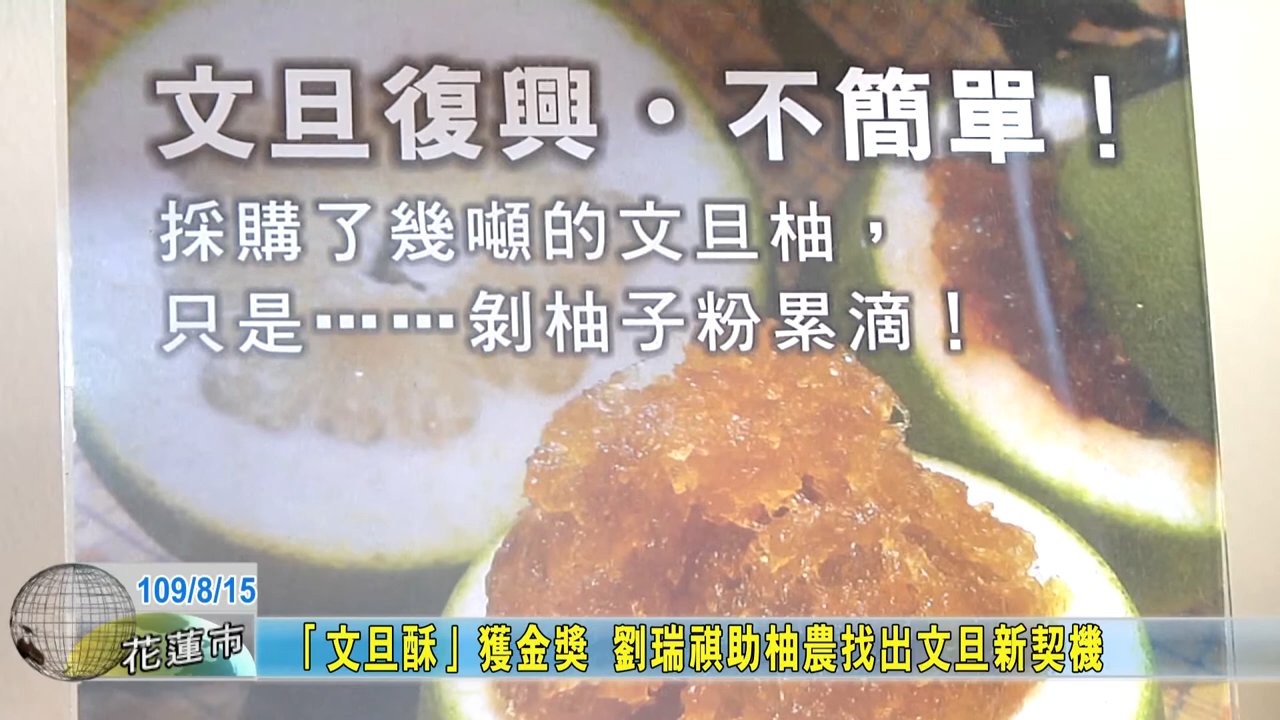 文旦復興・不簡單！
採購了幾噸的文旦柚，
只是⋯⋯剝柚子粉累滴！
109/8/15
花蓮市
「文旦酥」獲金獎 劉瑞祺助柚農找出文旦新契機